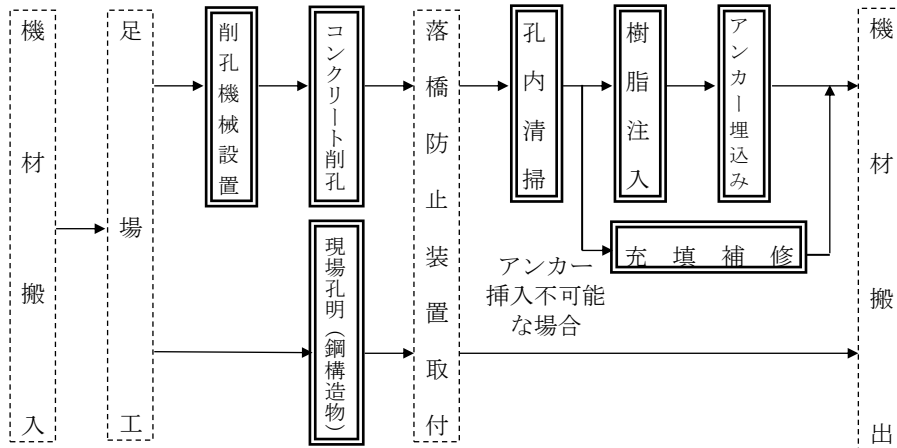 機材搬入
足場工
削孔機械設置
コンクリート削孔
現場孔明（鋼構造物）
落橋防止装置取付
孔内清掃
樹脂注入
アンカー埋込み
充填補修
アンカー
挿入不可能
な場合
機材搬出